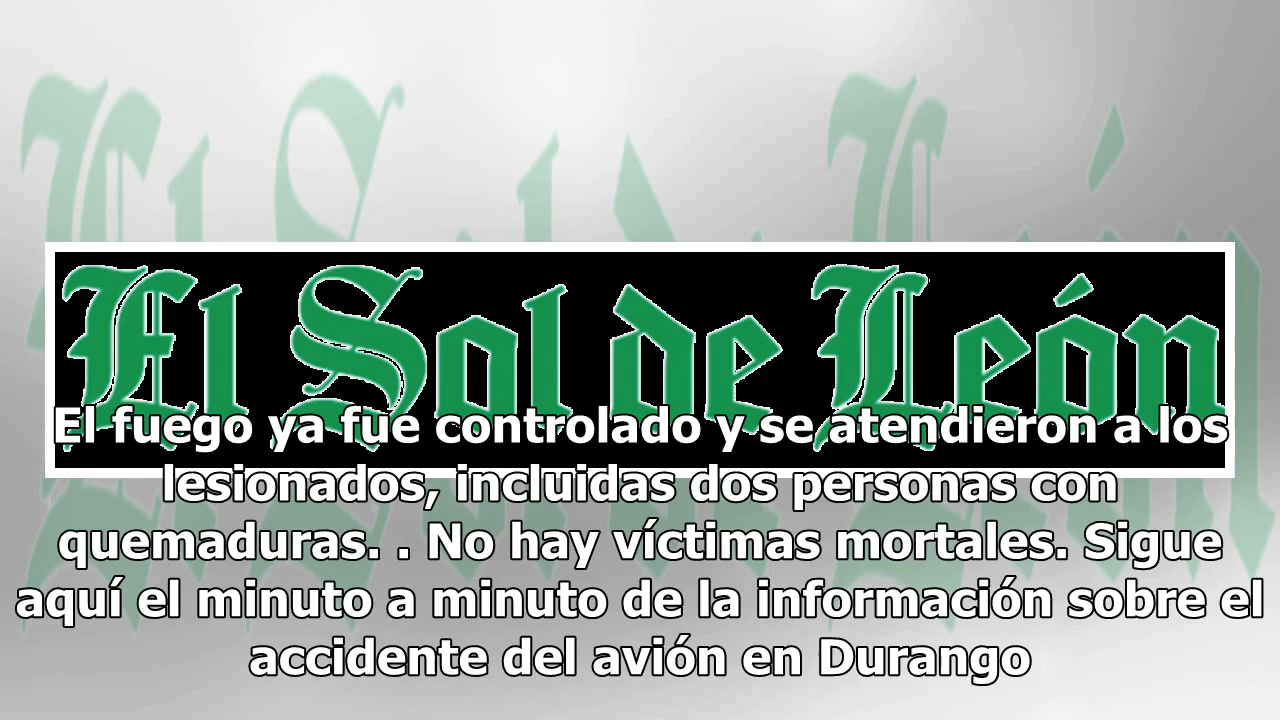 El Sol de León
El fuego ya fue controlado y se atendieron a los
lesionados, incluidas dos personas con
quemaduras. . No hay víctimas mortales. Sigue
aquí el minuto a minuto de la información sobre el
accidente del avión en Durango